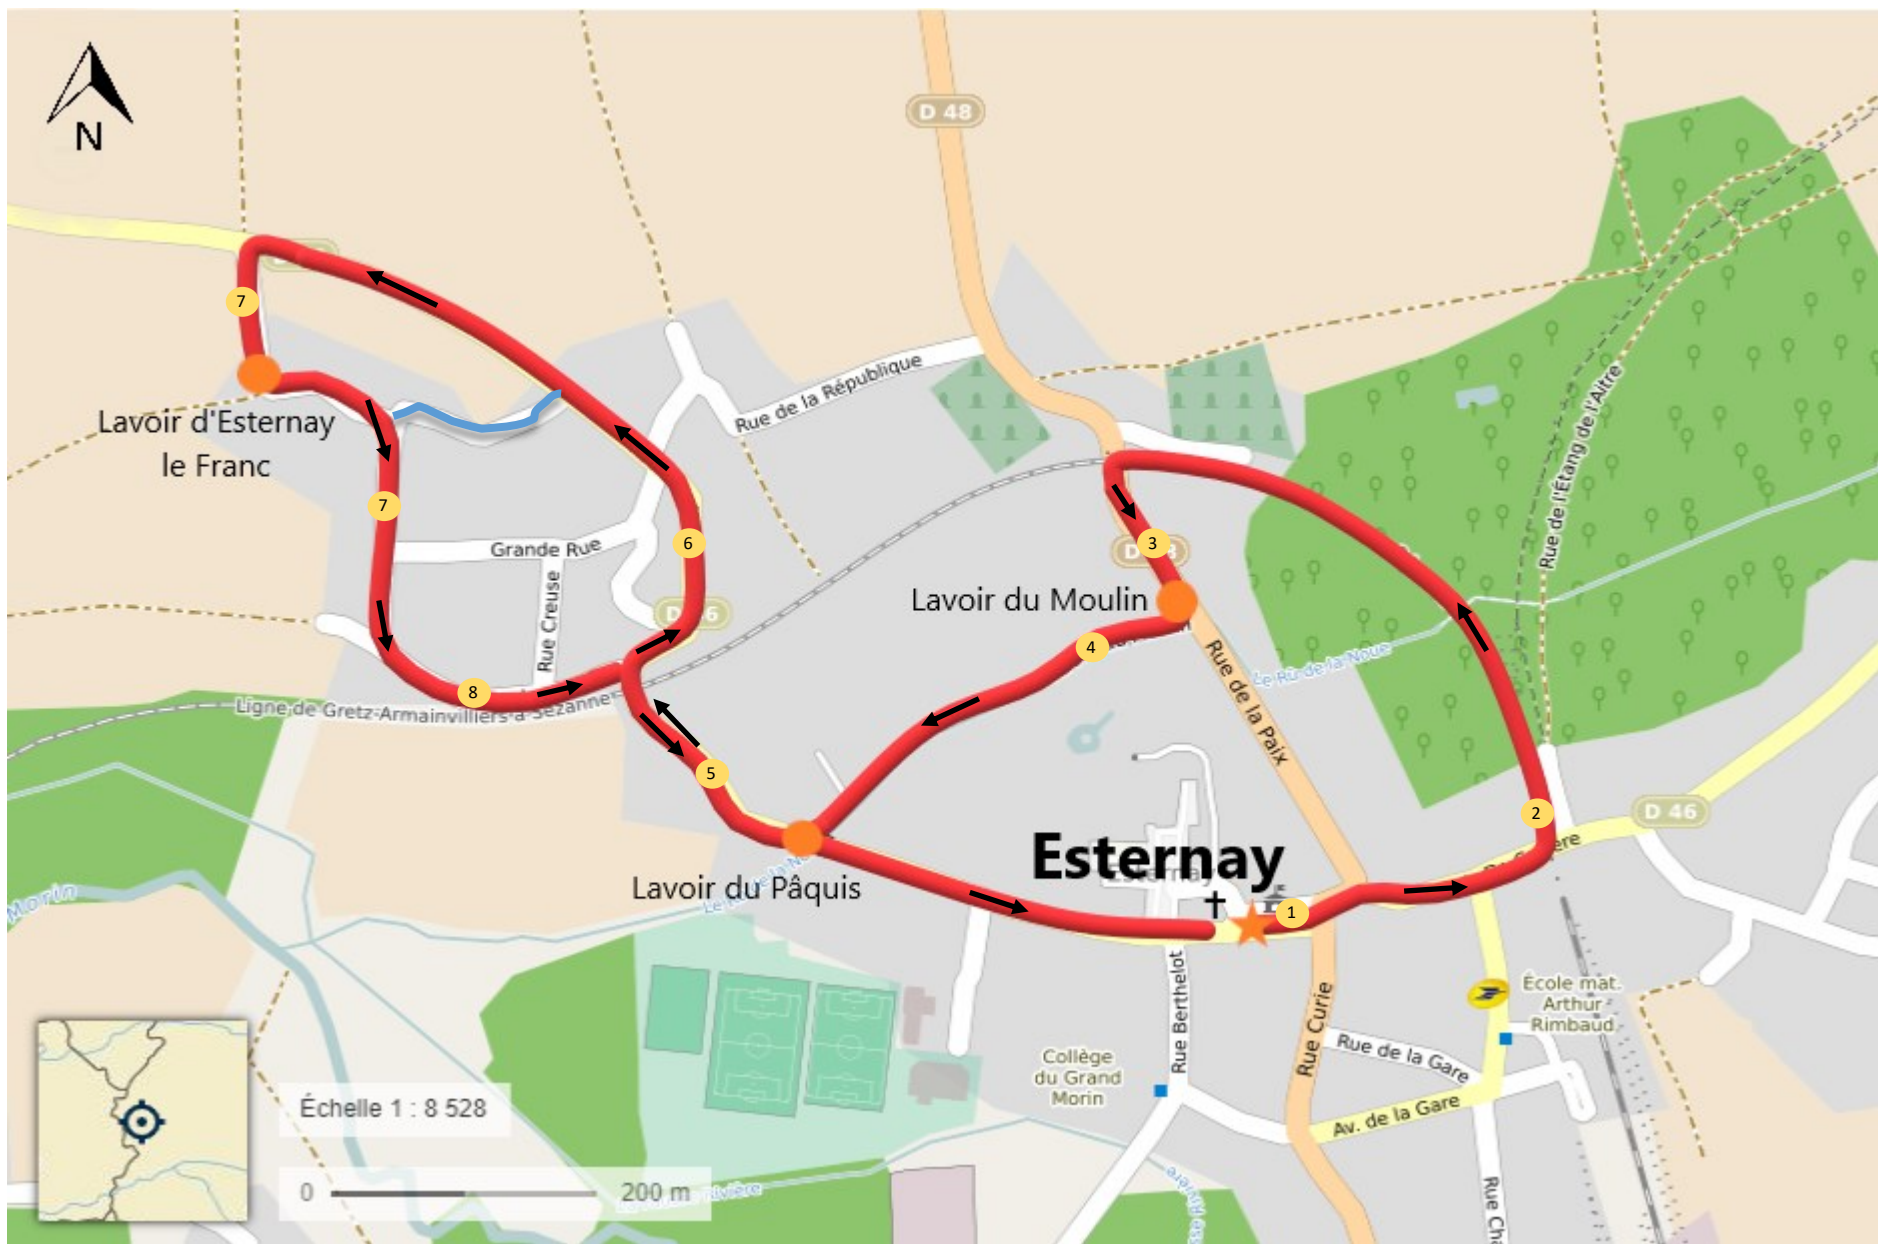 N
D 48
7
Lavoir d'Esternay
le Franc
7
Rue de la République
Grande Rue
Rue Creuse
6
3
Lavoir du Moulin
4
Rue de l'Étang de l'Aître
Rue de la Paix
Le Rû de la Noue
8
Ligne de Gretz-Armainvilliers à Sézanne
5
2
D 46
Esternay
Esternay
1
Lavoir du Pâquis
Morin
Rue Berthelot
Rue Curie
École mat.
Arthur
Rimbaud
Rue de la Gare
Collège
du Grand
Morin
Av. de la Gare
Échelle 1 : 8 528
0 200 m